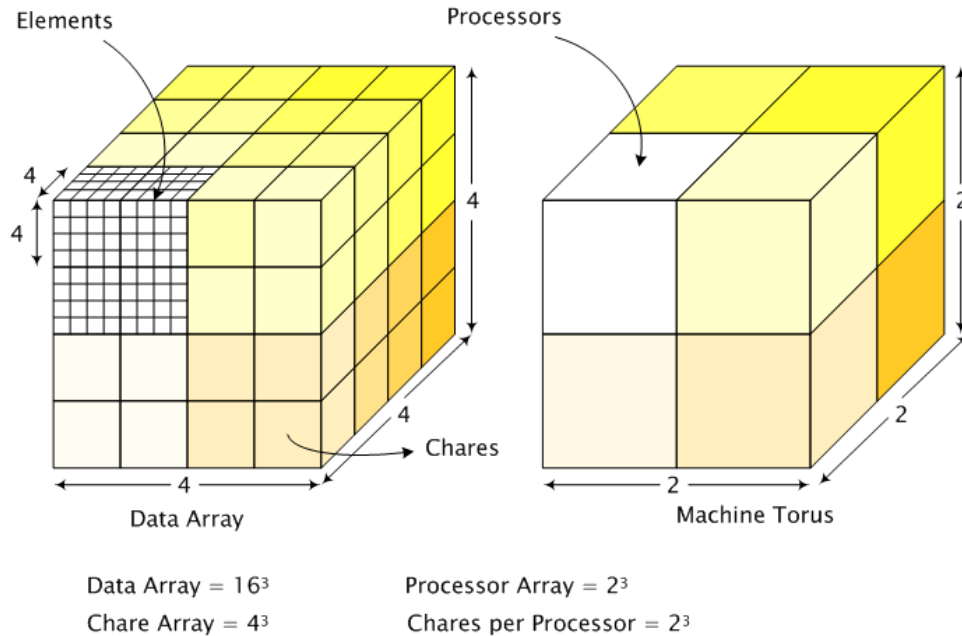 Elements
Processors
4
4
4
4
4
Chares
Data Array
2
2
2
Machine Torus
Data Array = 16³
Processor Array = 2³
Chare Array = 4³
Chares per Processor = 2³